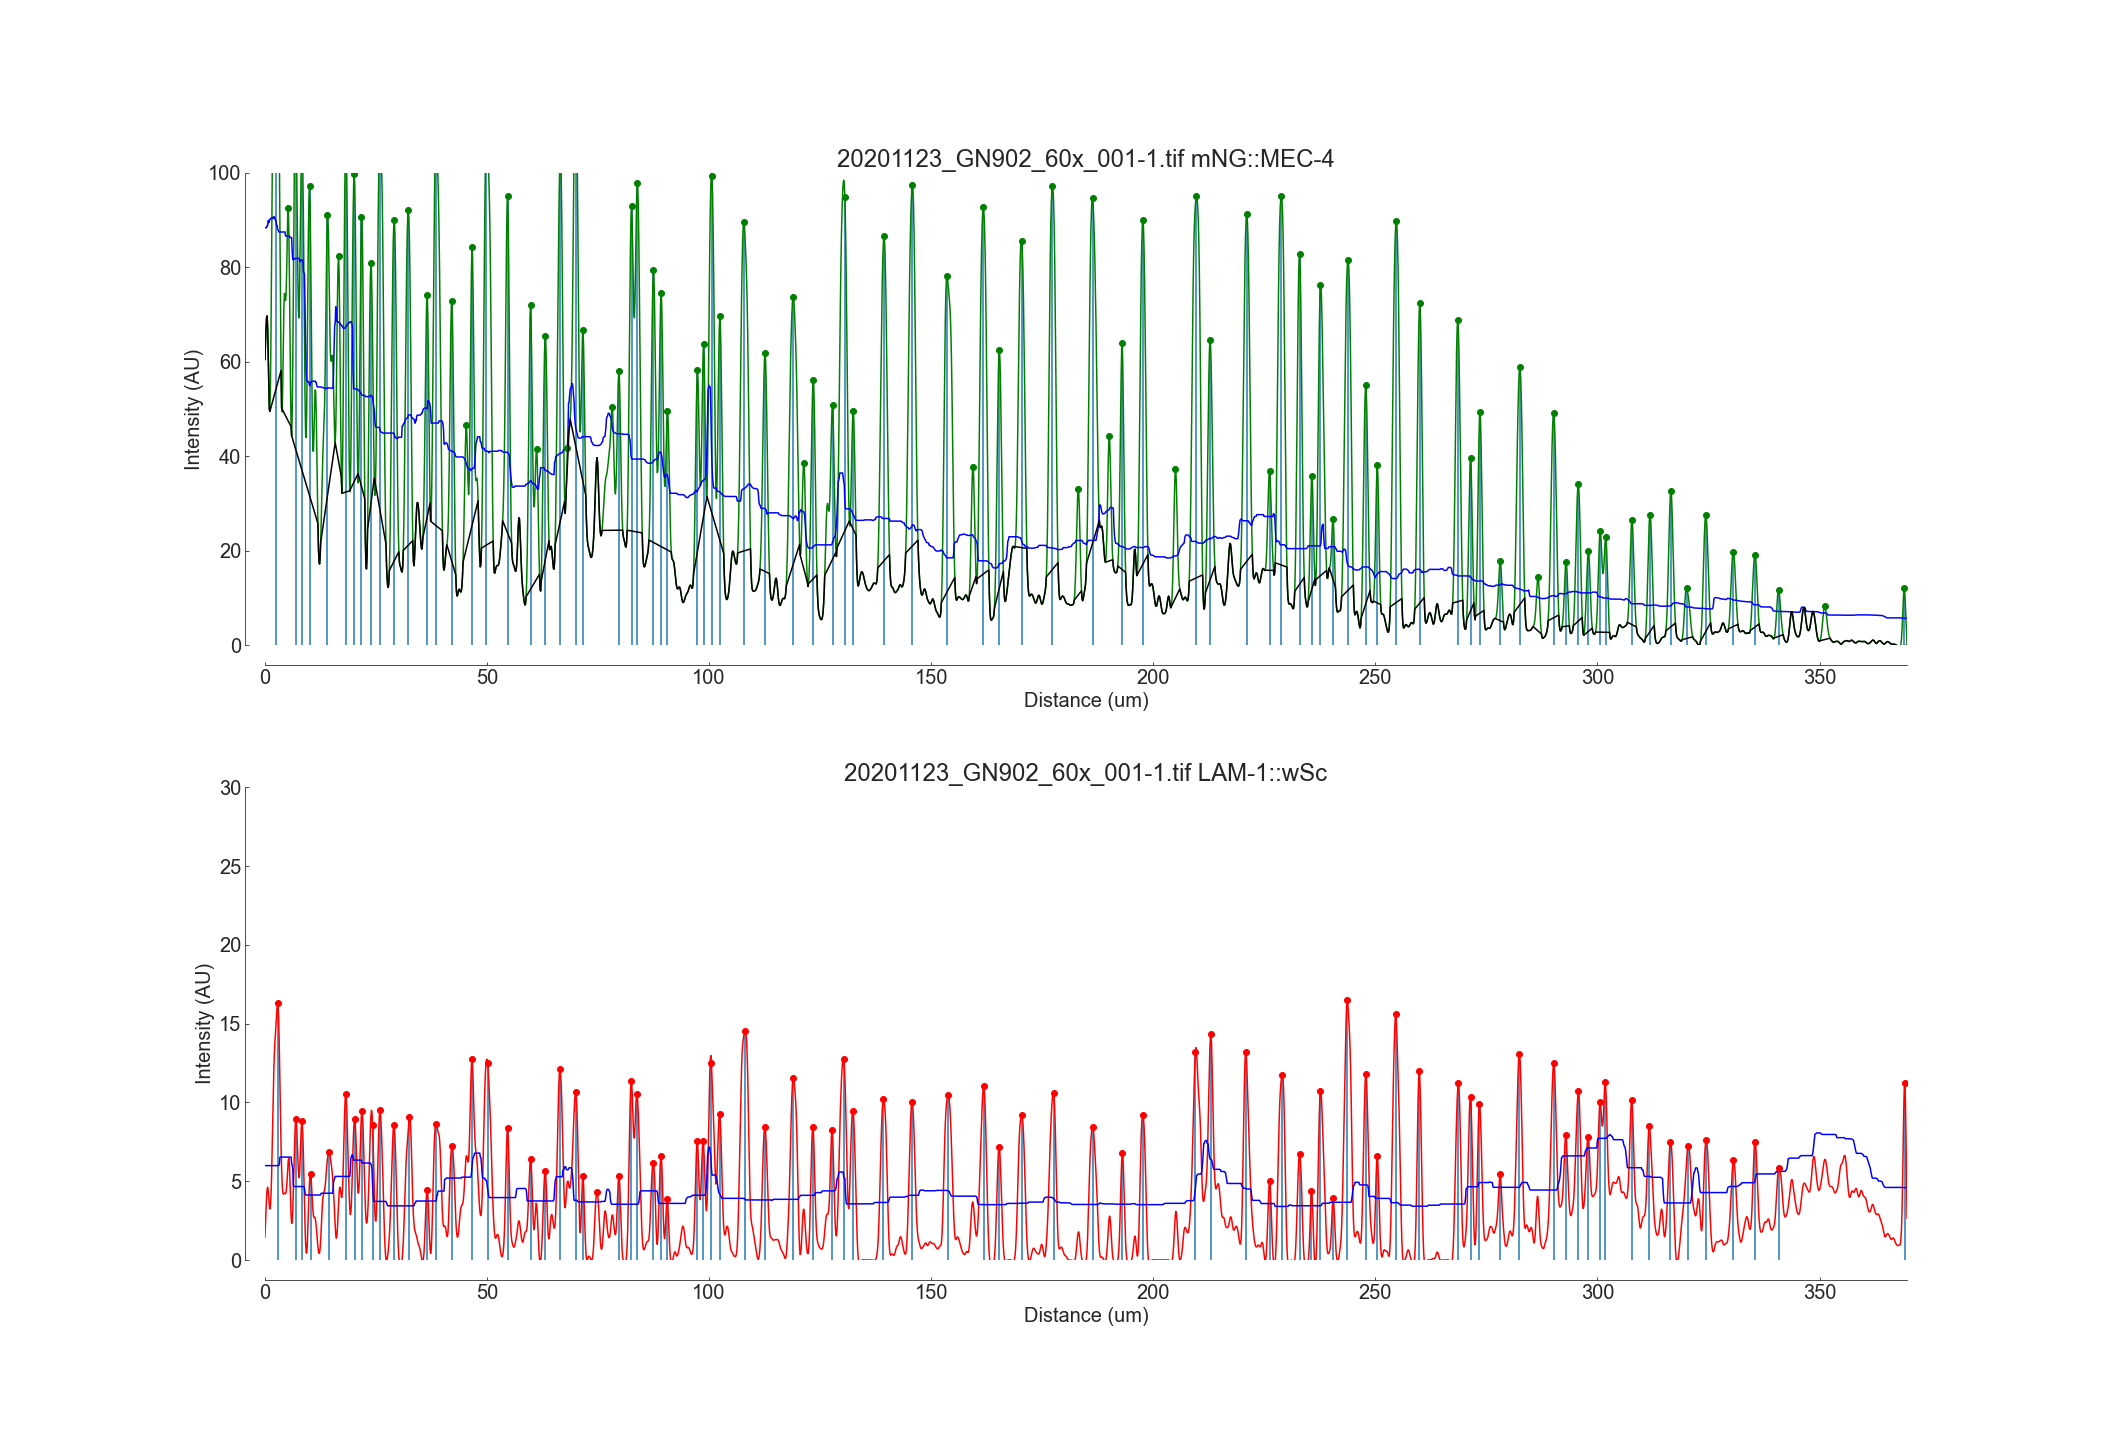 20201123_GN902_60x_001-1.tif mNG::MEC-4
100
80
60
40
20
0
Intensity (AU)
0 50 100 150 200 250 300 350
Distance (um)
20201123_GN902_60x_001-1.tif LAM-1::wSc
30
25
20
15
10
5
0
Intensity (AU)
0 50 100 150 200 250 300 350
Distance (um)